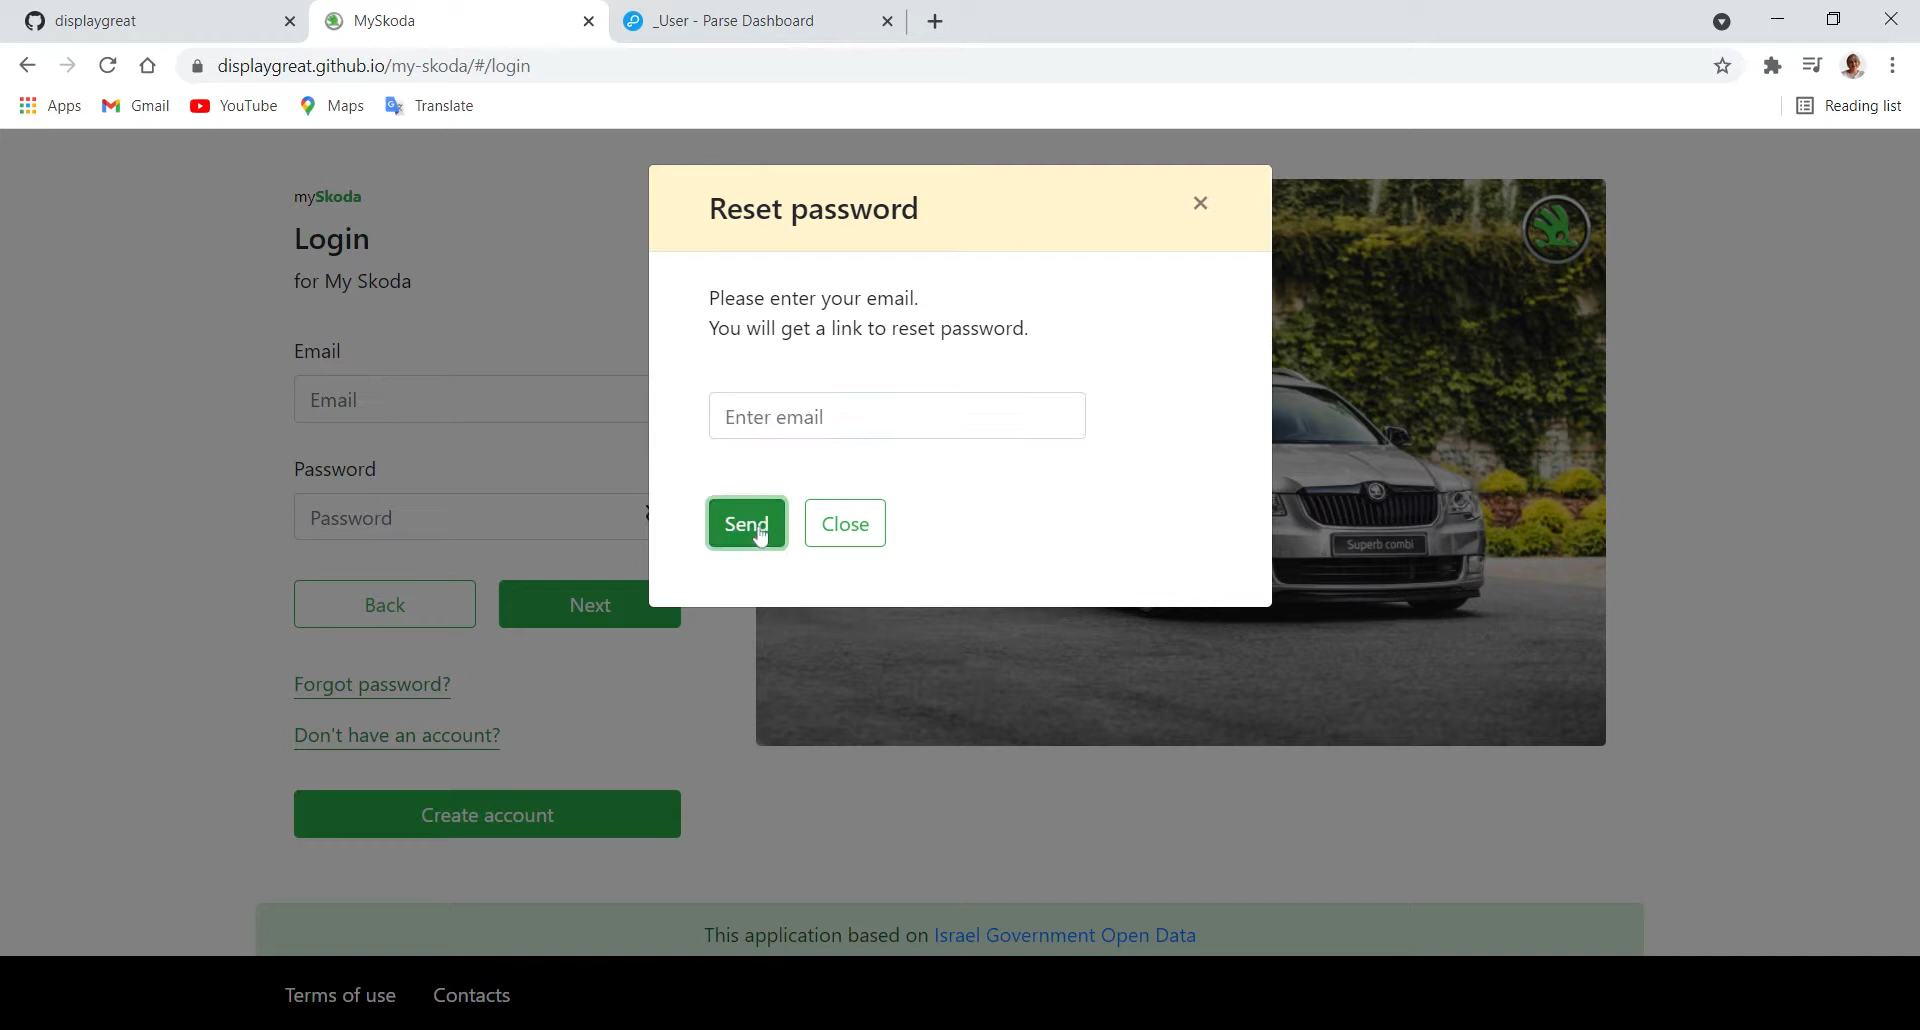 displaygreat
MySkoda
_User - Parse Dashboard
displaygreat.github.io/my-skoda/#/login
Apps
Gmail
YouTube
Maps
Translate
Reading list
mySkoda
Login
for My Skoda
Email
Email
Password
Password
Back
Next
Forgot password?
Don't have an account?
Create account
Reset password
Please enter your email.
You will get a link to reset password.
Enter email
Send
Close
Superb combi
This application based on Israel Government Open Data
Terms of use
Contacts